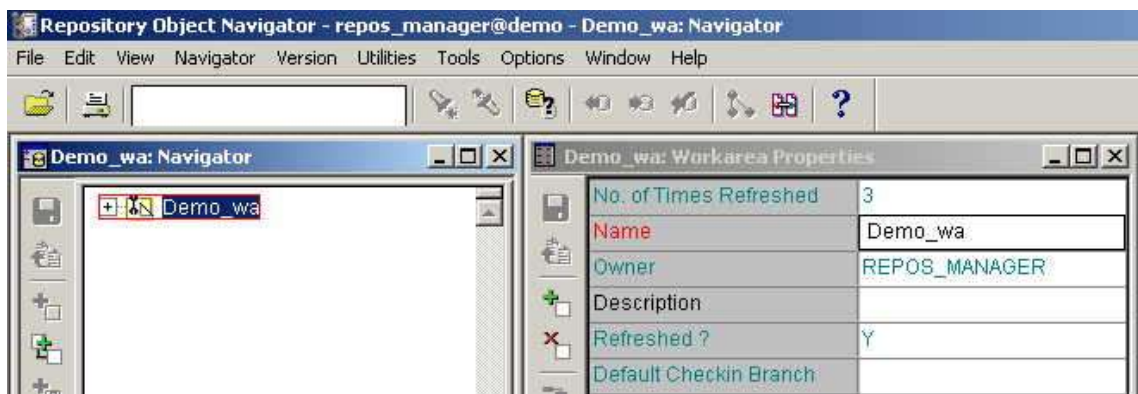 Repository Object Navigator - repos_manager@demo - Demo_wa: Navigator
File Edit View Navigator Version Utilities Tools Options Window Help
Demo_wa: Navigator
Demo_wa
Demo_wa: Workarea Properties
No. of Times Refreshed 3
Name Demo_wa
Owner REPOS_MANAGER
Description
Refreshed ? Y
Default Checkin Branch